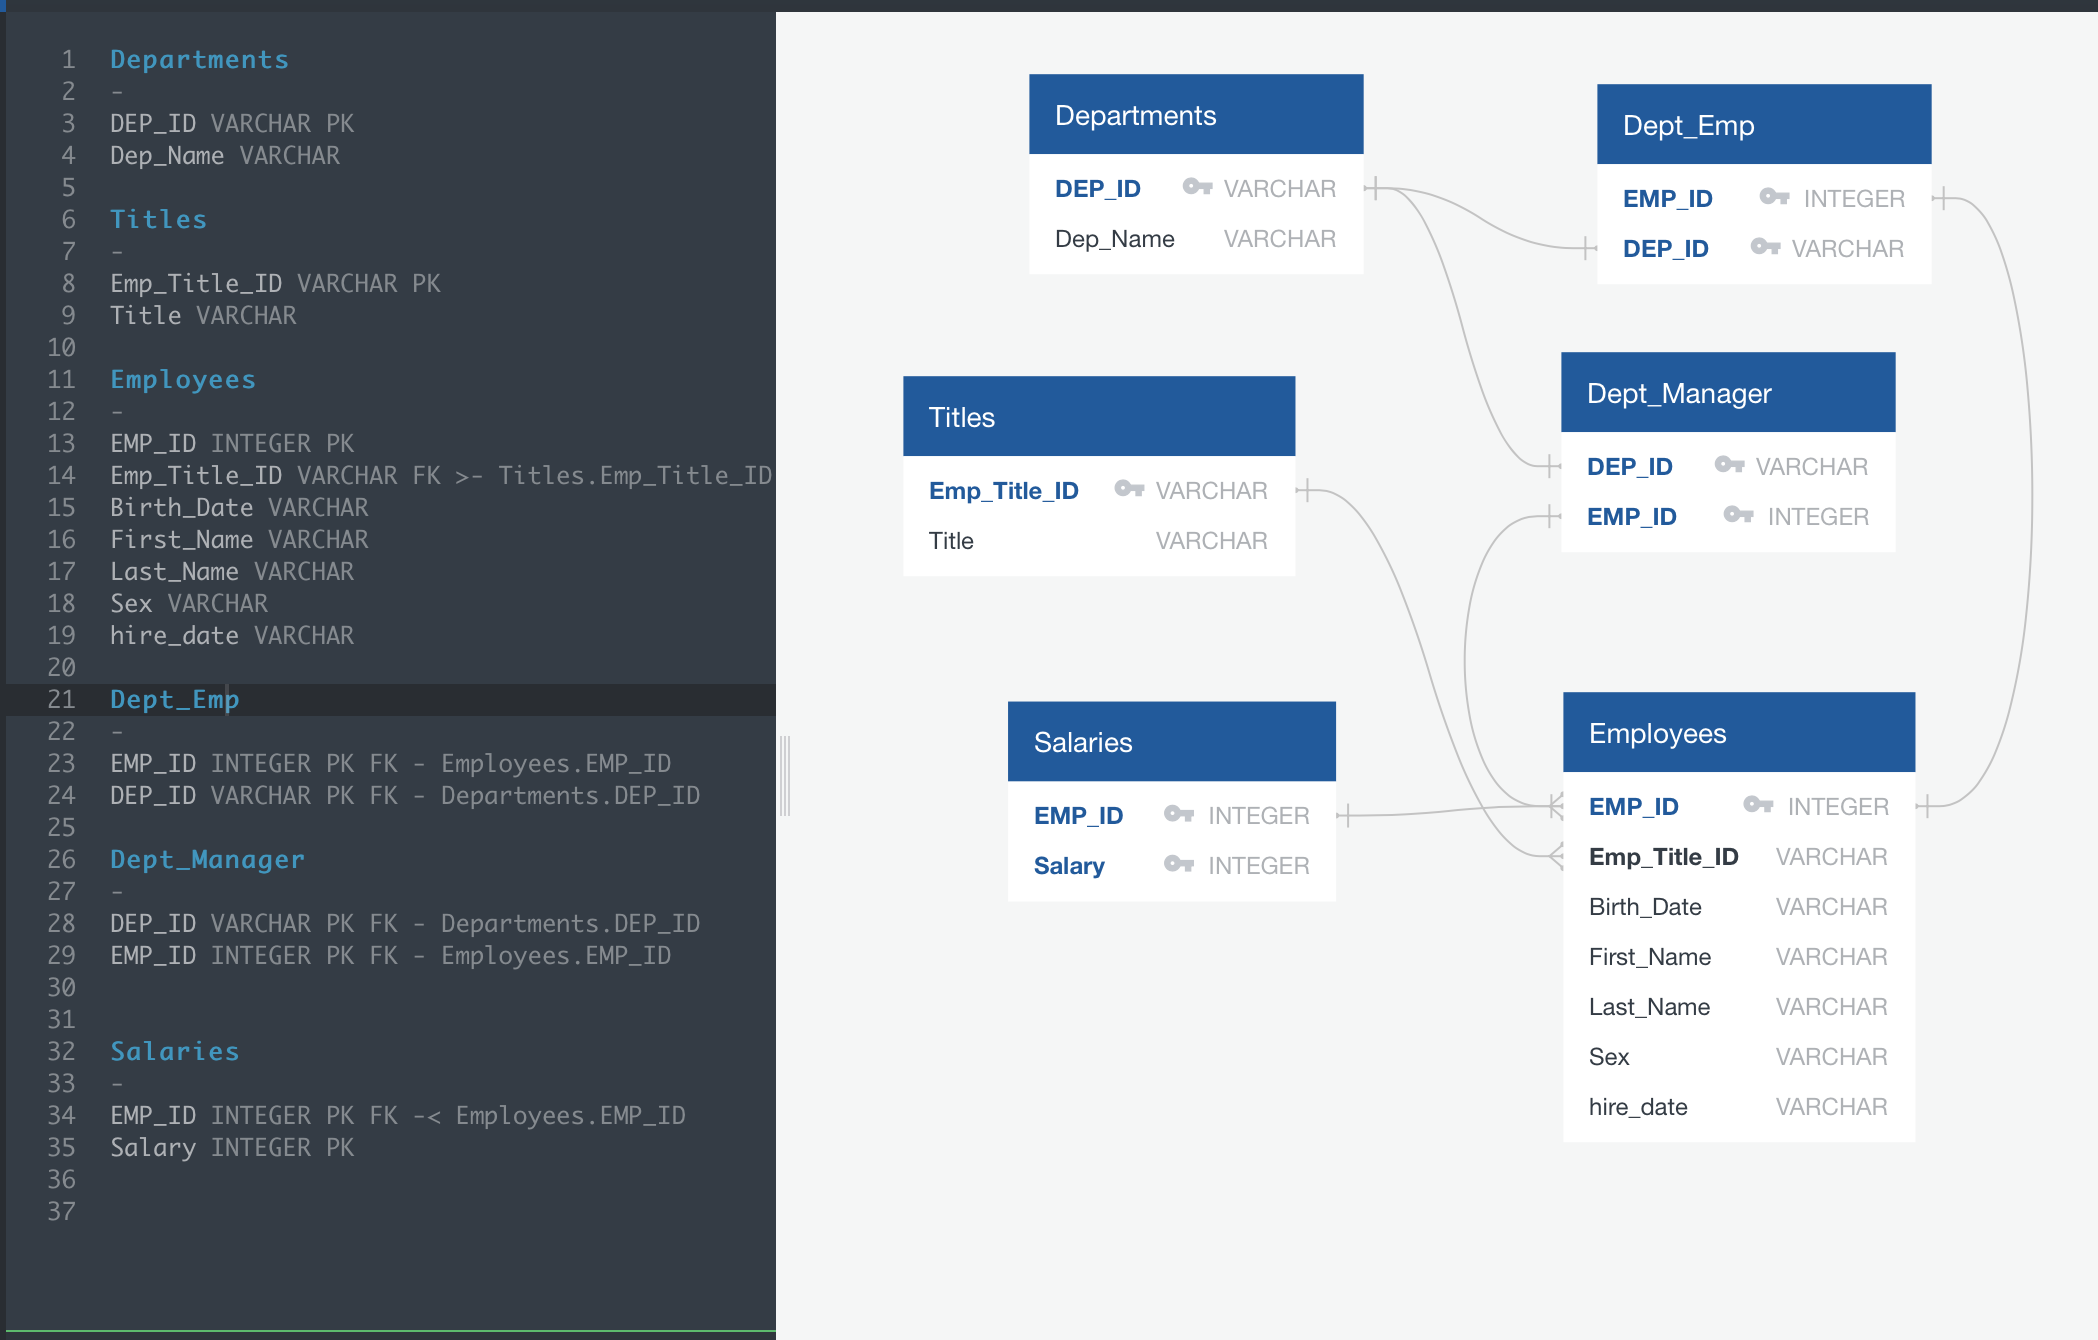 1 Departments
2 -
3 DEP_ID VARCHAR PK
4 Dep_Name VARCHAR
5
6 Titles
7 -
8 Emp_Title_ID VARCHAR PK
9 Title VARCHAR
10
11 Employees
12 -
13 EMP_ID INTEGER PK
14 Emp_Title_ID VARCHAR FK >- Titles.Emp_Title_ID
15 Birth_Date VARCHAR
16 First_Name VARCHAR
17 Last_Name VARCHAR
18 Sex VARCHAR
19 hire_date VARCHAR
20
21 Dept_Emp
22 -
23 EMP_ID INTEGER PK FK - Employees.EMP_ID
24 DEP_ID VARCHAR PK FK - Departments.DEP_ID
25
26 Dept_Manager
27 -
28 DEP_ID VARCHAR PK FK - Departments.DEP_ID
29 EMP_ID INTEGER PK FK - Employees.EMP_ID
30
31
32 Salaries
33 -
34 EMP_ID INTEGER PK FK -< Employees.EMP_ID
35 Salary INTEGER PK
36
37
Departments
DEP_ID VARCHAR
Dep_Name VARCHAR
Dept_Emp
EMP_ID INTEGER
DEP_ID VARCHAR
Titles
Emp_Title_ID VARCHAR
Title VARCHAR
Dept_Manager
DEP_ID VARCHAR
EMP_ID INTEGER
Salaries
EMP_ID INTEGER
Salary INTEGER
Employees
EMP_ID INTEGER
Emp_Title_ID VARCHAR
Birth_Date VARCHAR
First_Name VARCHAR
Last_Name VARCHAR
Sex VARCHAR
hire_date VARCHAR